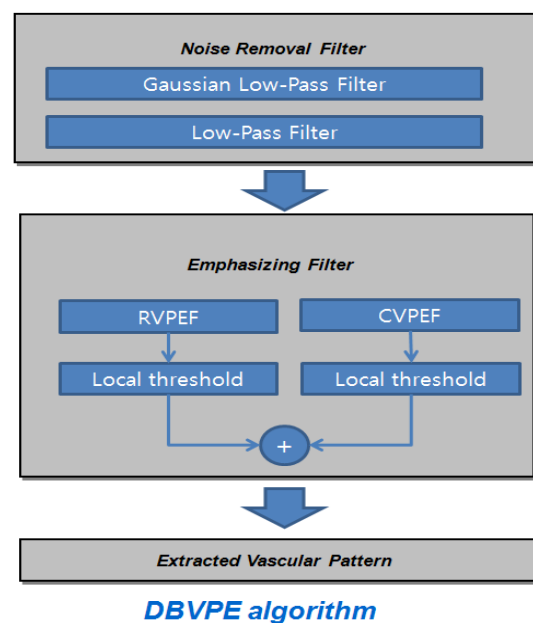 Noise Removal Filter
Gaussian Low-Pass Filter
Low-Pass Filter
Emphasizing Filter
RVPEF
CVPEF
Local threshold
Local threshold
+
Extracted Vascular Pattern
DBVPE algorithm